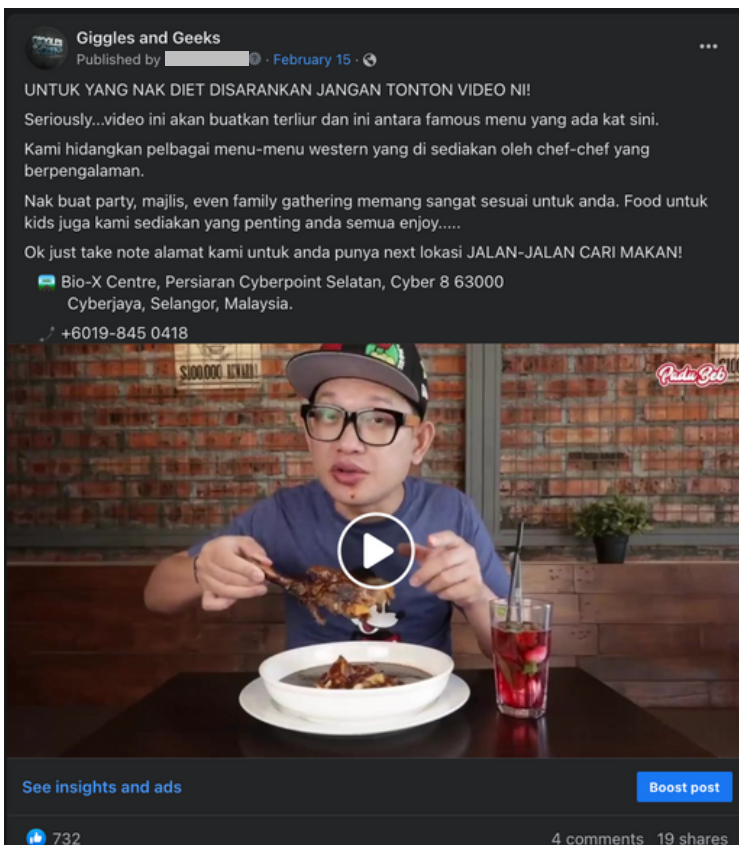 Giggles and Geeks
Published by · February 15 ·
UNTUK YANG NAK DIET DISARANKAN JANGAN TONTON VIDEO NI!
Seriously...video ini akan buatkan terliur dan ini antara famous menu yang ada kat sini.
Kami hidangkan pelbagai menu-menu western yang di sediakan oleh chef-chef yang
berpengalaman.
Nak buat party, majlis, even family gathering memang sangat sesuai untuk anda. Food untuk
kids juga kami sediakan yang penting anda semua enjoy.....
Ok just take note alamat kami untuk anda punya next lokasi JALAN-JALAN CARI MAKAN!
Bio-X Centre, Persiaran Cyberpoint Selatan, Cyber 8 63000
Cyberjaya, Selangor, Malaysia.
+6019-845 0418
$100,000 REWARD!
Padu Beb
See insights and ads
Boost post
732
4 comments 19 shares